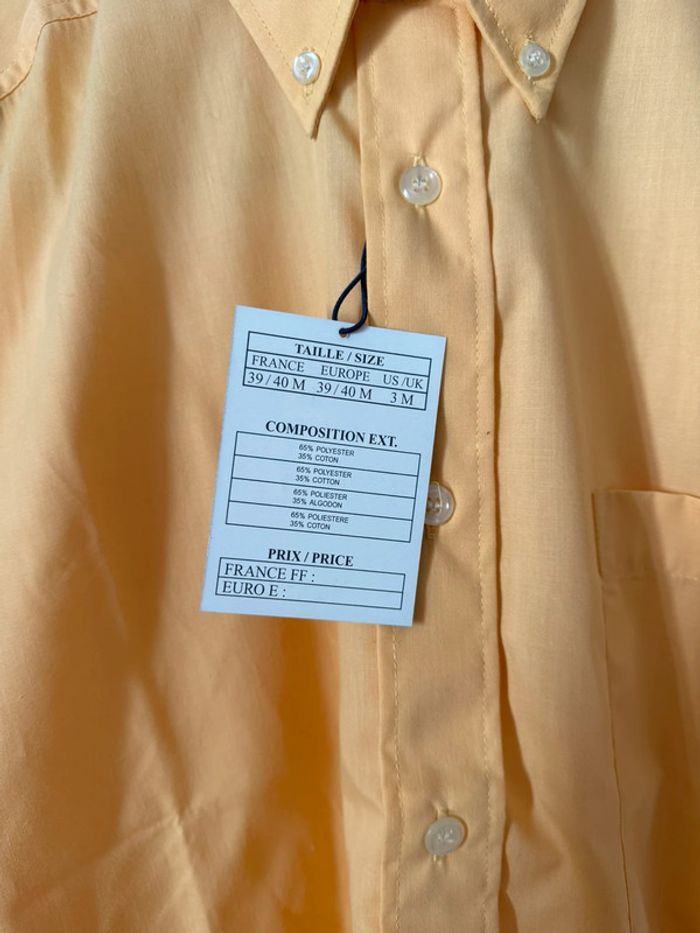 TAILLE / SIZE
FRANCE EUROPE US /UK
39 / 40 M 39 / 40 M 3 M
COMPOSITION EXT.
65% POLYESTER
35% COTON
65% POLYESTER
35% COTTON
65% POLIESTER
35% ALGODON
65% POLIESTERE
35% COTON
PRIX / PRICE
FRANCE FF :
EURO E :